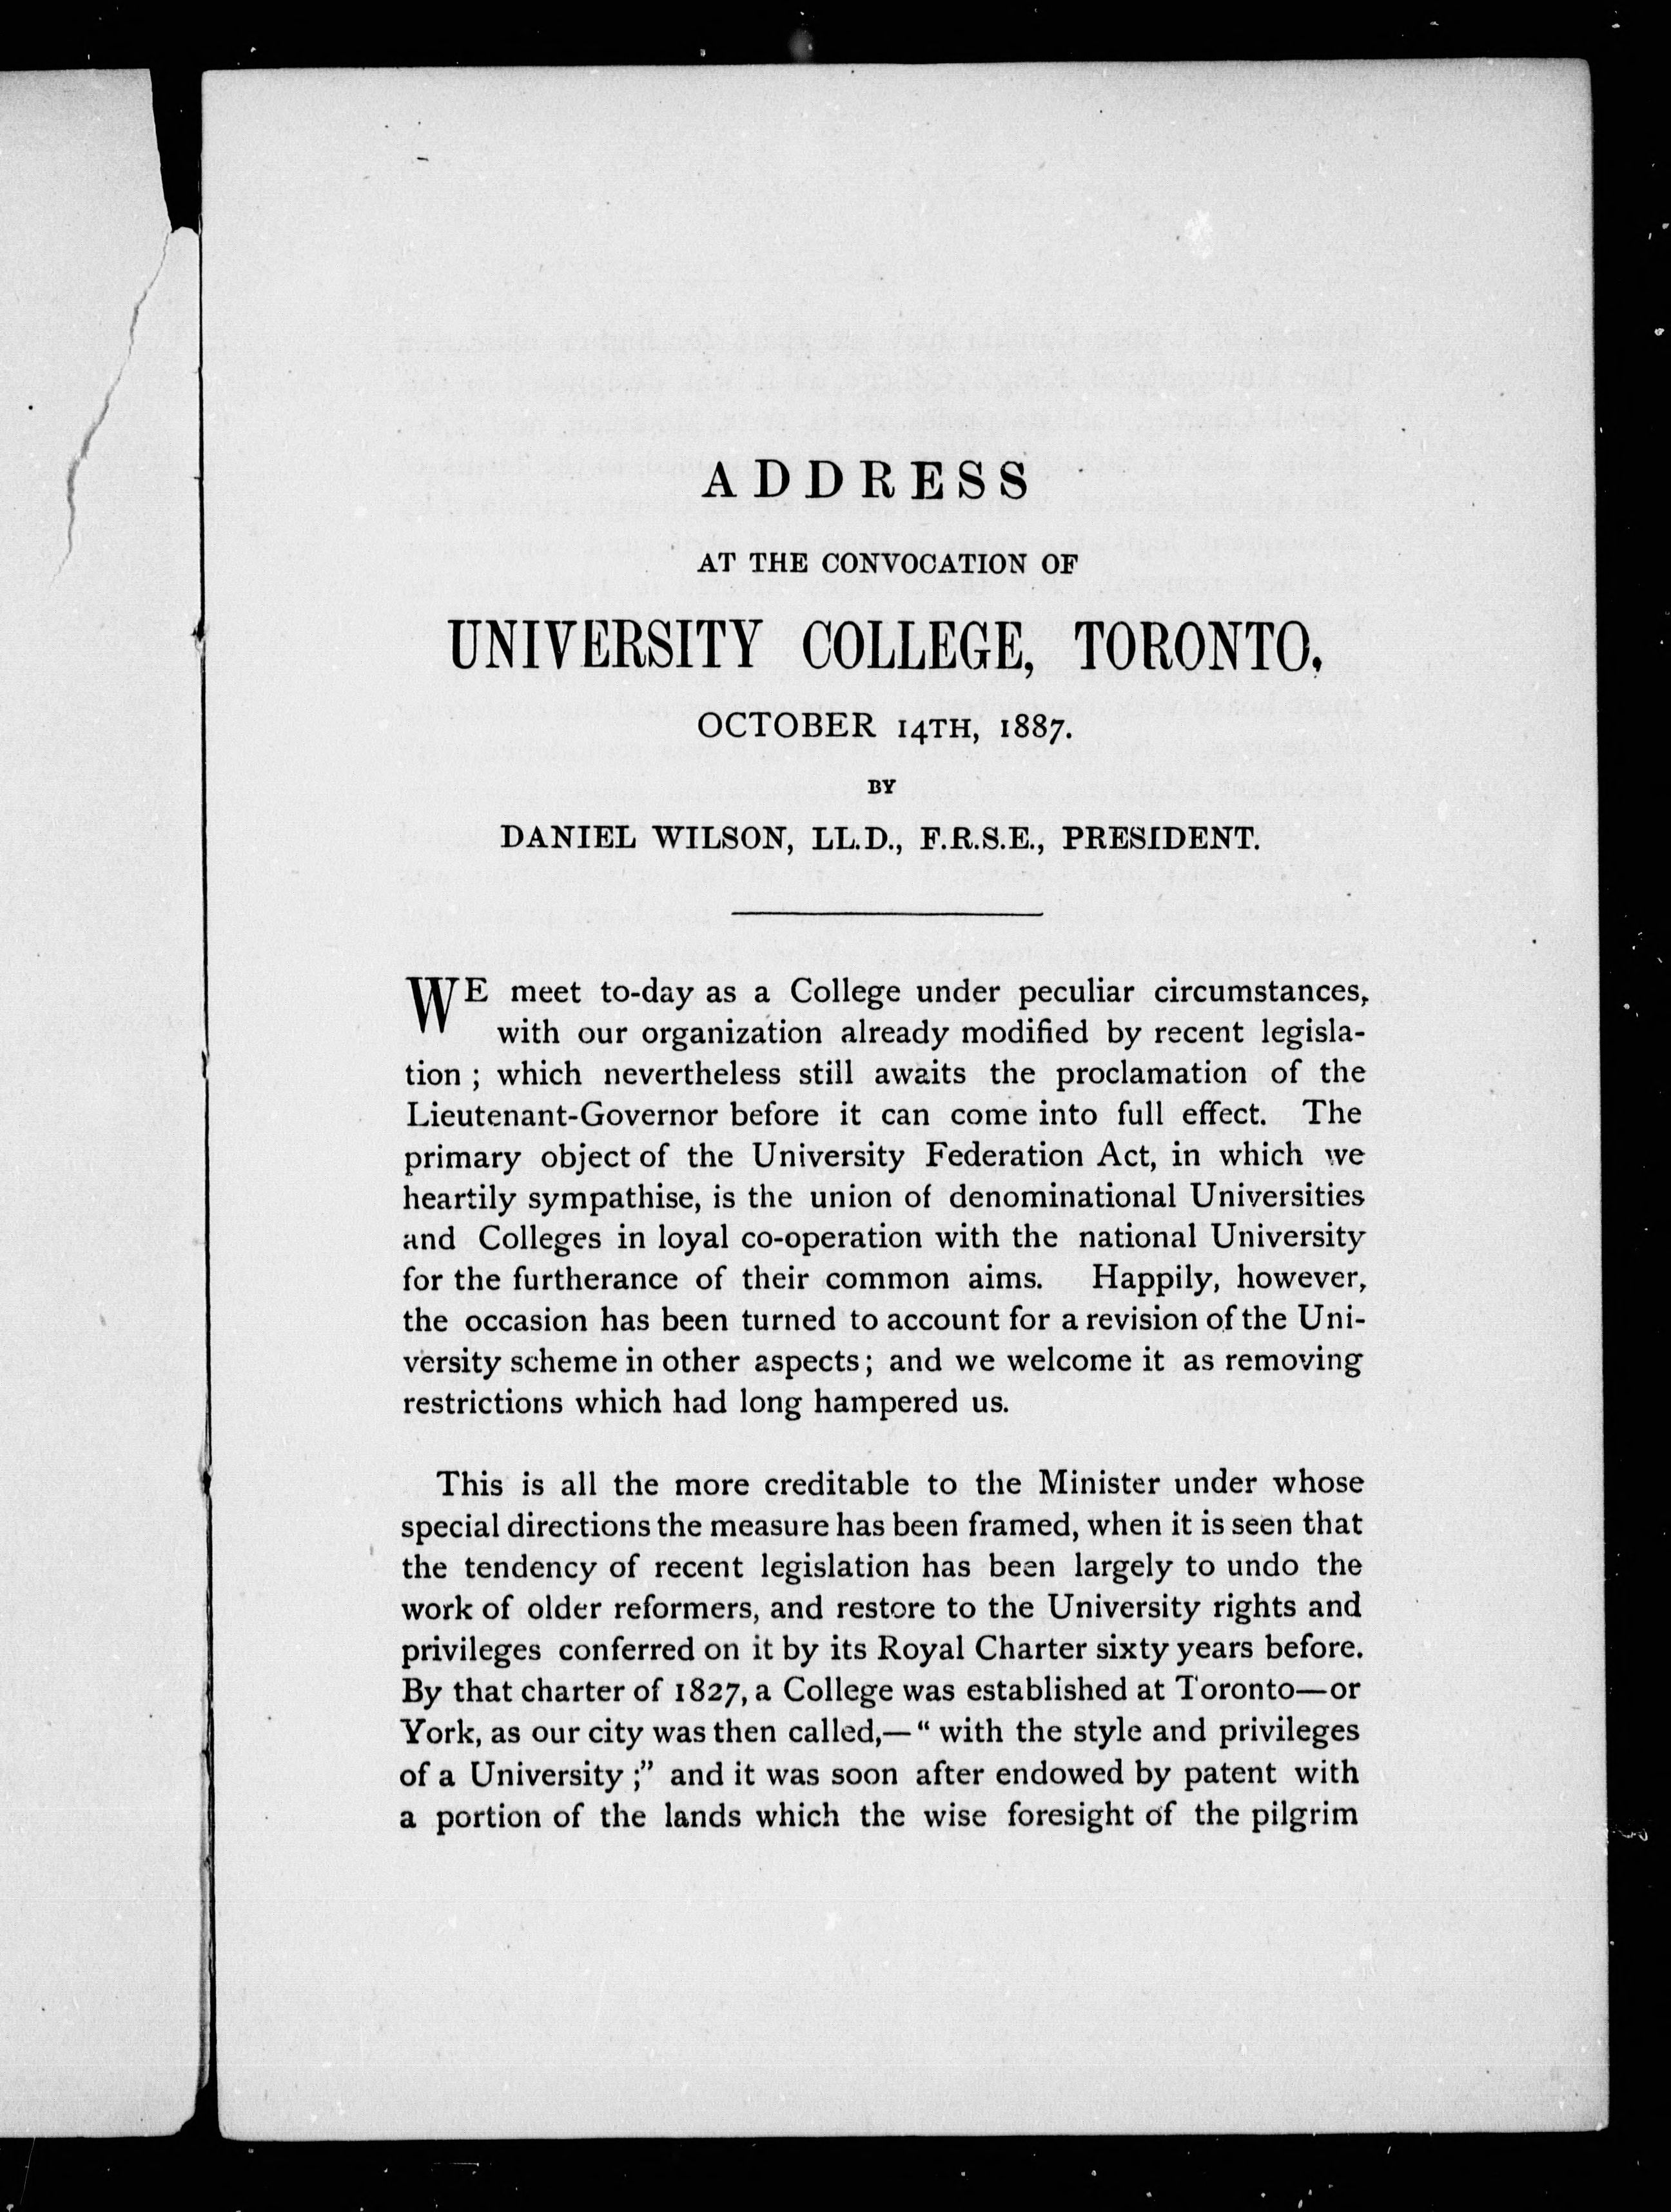 ADDRESS
AT THE CONVOCATION OF
UNIVERSITY COLLEGE, TORONTO,
OCTOBER 14TH, 1887.
BY
DANIEL WILSON, LL.D., F.R.S.E., PRESIDENT.
WE meet to-day as a College under peculiar circumstances,
with our organization already modified by recent legisla-
tion ; which nevertheless still awaits the proclamation of the
Lieutenant-Governor before it can come into full effect. The
primary object of the University Federation Act, in which we
heartily sympathise, is the union of denominational Universities
and Colleges in loyal co-operation with the national University
for the furtherance of their common aims. Happily, however,
the occasion has been turned to account for a revision of the Uni-
versity scheme in other aspects; and we welcome it as removing
restrictions which had long hampered us.
This is all the more creditable to the Minister under whose
special directions the measure has been framed, when it is seen that
the tendency of recent legislation has been largely to undo the
work of older reformers, and restore to the University rights and
privileges conferred on it by its Royal Charter sixty years before.
By that charter of 1827, a College was established at Toronto—or
York, as our city was then called,—“ with the style and privileges
of a University ;” and it was soon after endowed by patent with
a portion of the lands which the wise foresight of the pilgrim